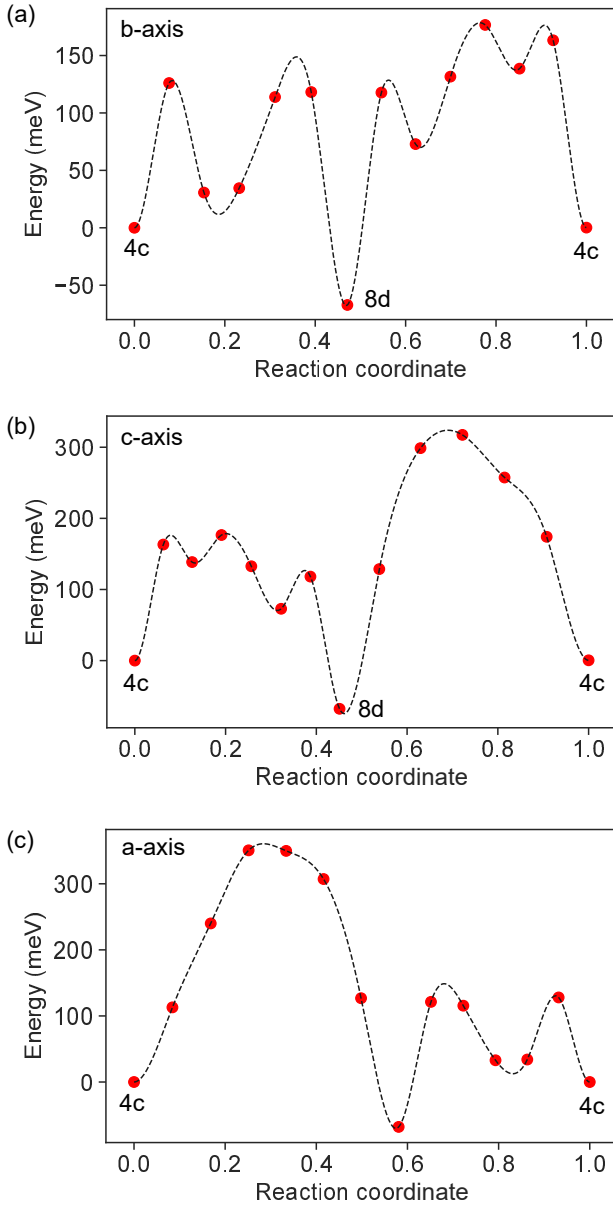 (a)
b-axis
150
100
50
0
−50
Energy (meV)
4c
8d
4c
0.0 0.2 0.4 0.6 0.8 1.0
Reaction coordinate
(b)
c-axis
300
200
100
0
Energy (meV)
4c
8d
4c
0.0 0.2 0.4 0.6 0.8 1.0
Reaction coordinate
(c)
a-axis
300
200
100
0
Energy (meV)
4c
4c
0.0 0.2 0.4 0.6 0.8 1.0
Reaction coordinate